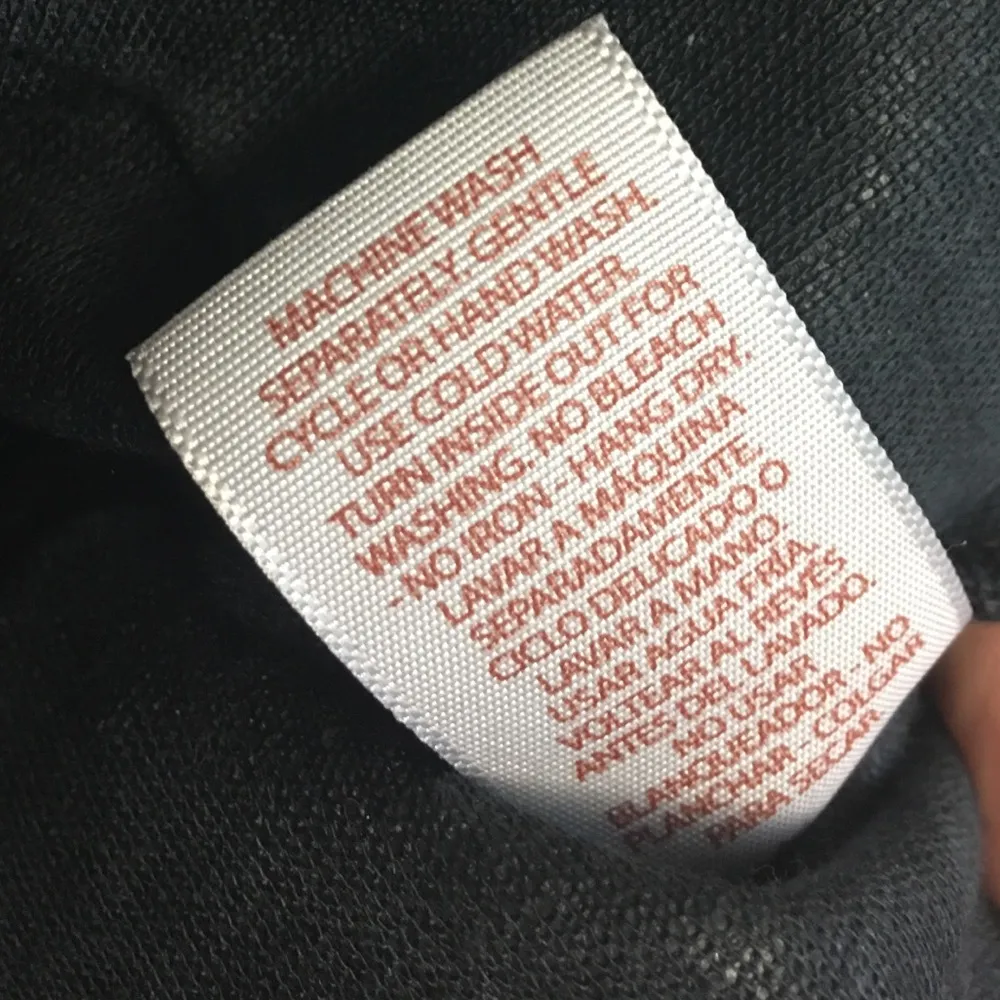 MACHINE WASH
SEPARATELY. GENTLE
CYCLE OR HAND WASH.
USE COLD WATER.
TURN INSIDE OUT FOR
WASHING. NO BLEACH
- NO IRON - HANG DRY.
LAVAR A MÁQUINA
SEPARADAMENTE.
CICLO DELICADO O
LAVAR A MANO.
USAR AGUA FRIA.
VOLTEAR AL REVES
ANTES DEL LAVADO.
NO USAR
BLANQUEADOR - NO
PLANCHAR - COLGAR
PARA SECAR